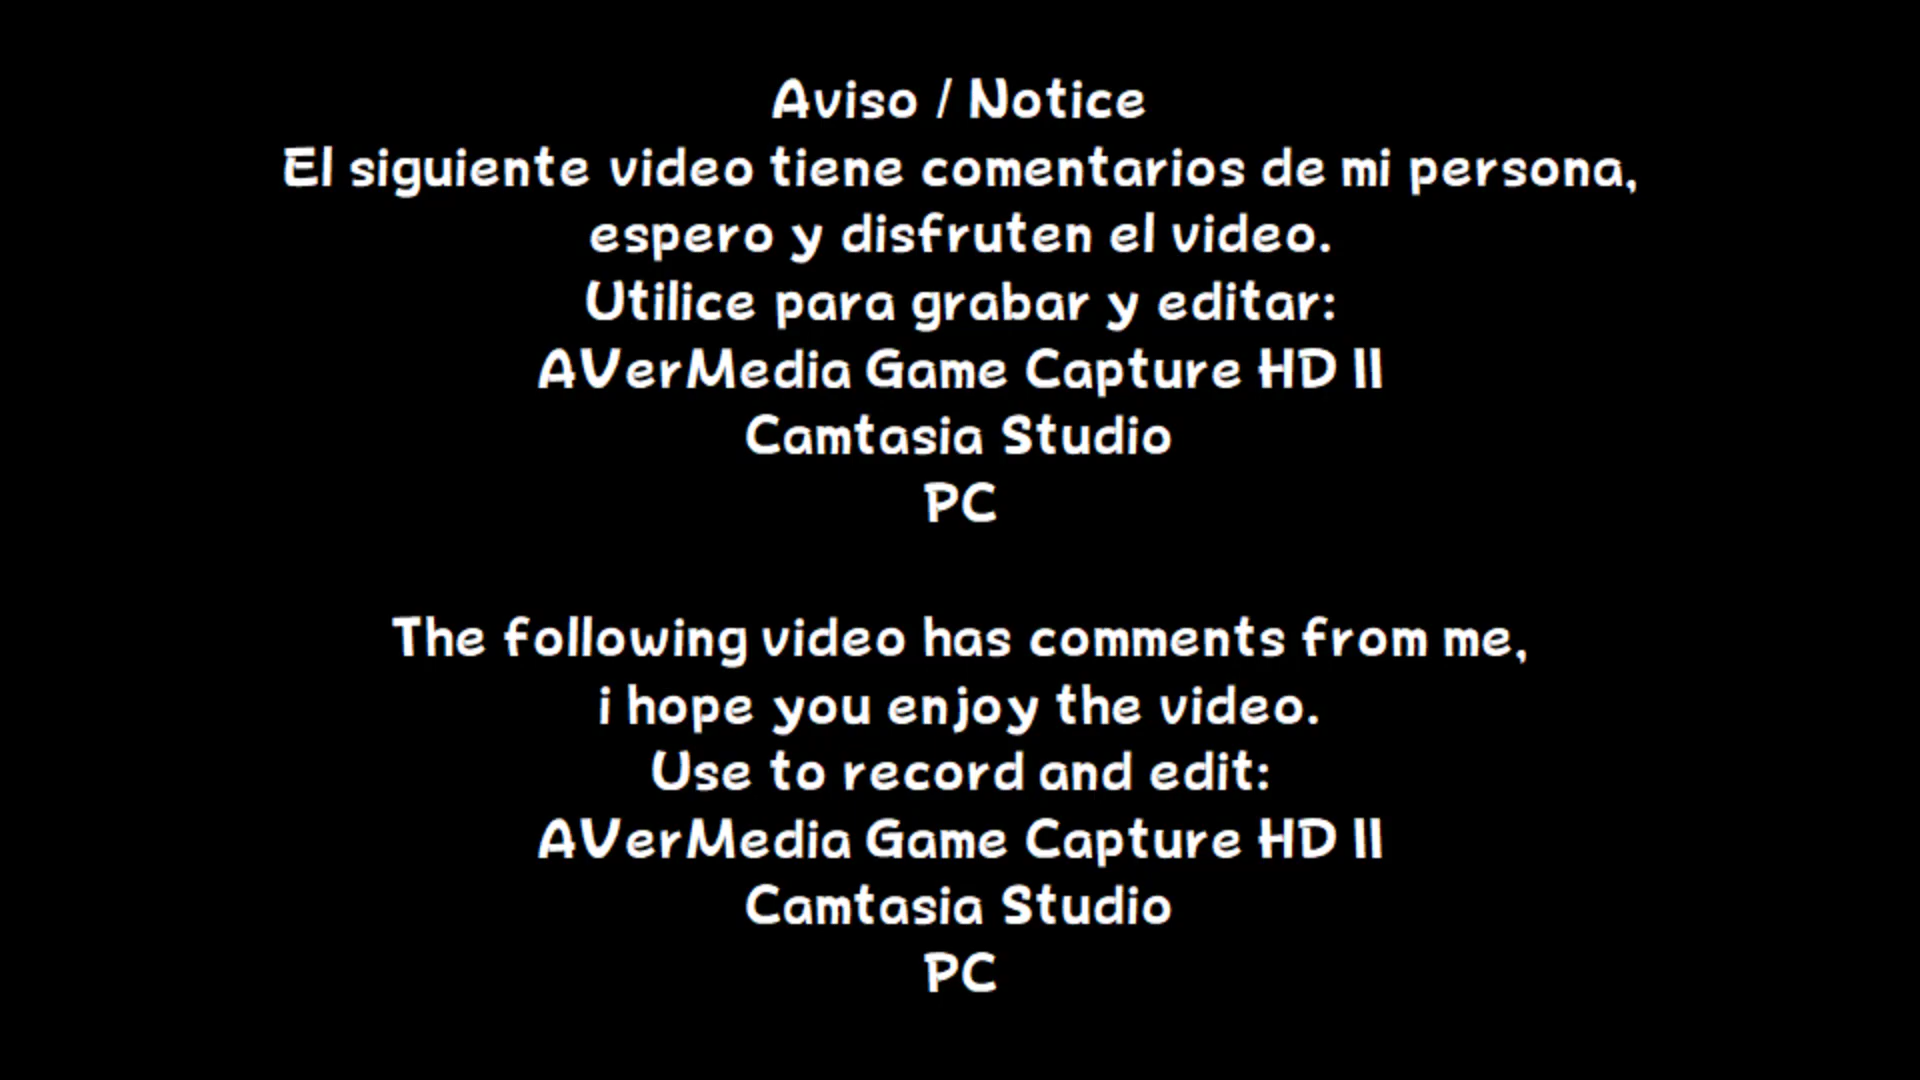 Aviso / Notice
El siguiente video tiene comentarios de mi persona,
espero y disfruten el video.
Utilice para grabar y editar:
AVerMedia Game Capture HD II
Camtasia Studio
PC
The following video has comments from me,
i hope you enjoy the video.
Use to record and edit:
AVerMedia Game Capture HD II
Camtasia Studio
PC